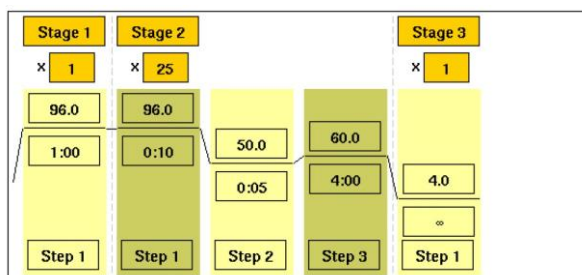 Stage 1 Stage 2 Stage 3
x 1 x 25 x 1
96.0 96.0 50.0 60.0 4.0
1:00 0:10 0:05 4:00 ∞
Step 1 Step 1 Step 2 Step 3 Step 1